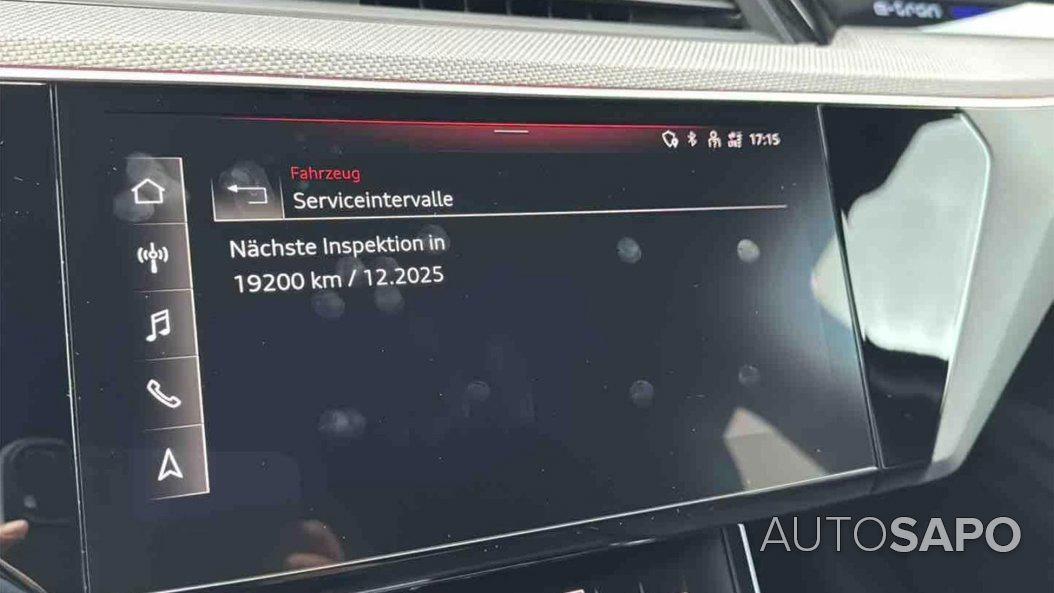 e-tron
17:15
Fahrzeug
Serviceintervalle
Nächste Inspektion in
19200 km / 12.2025
AUTOSAPO